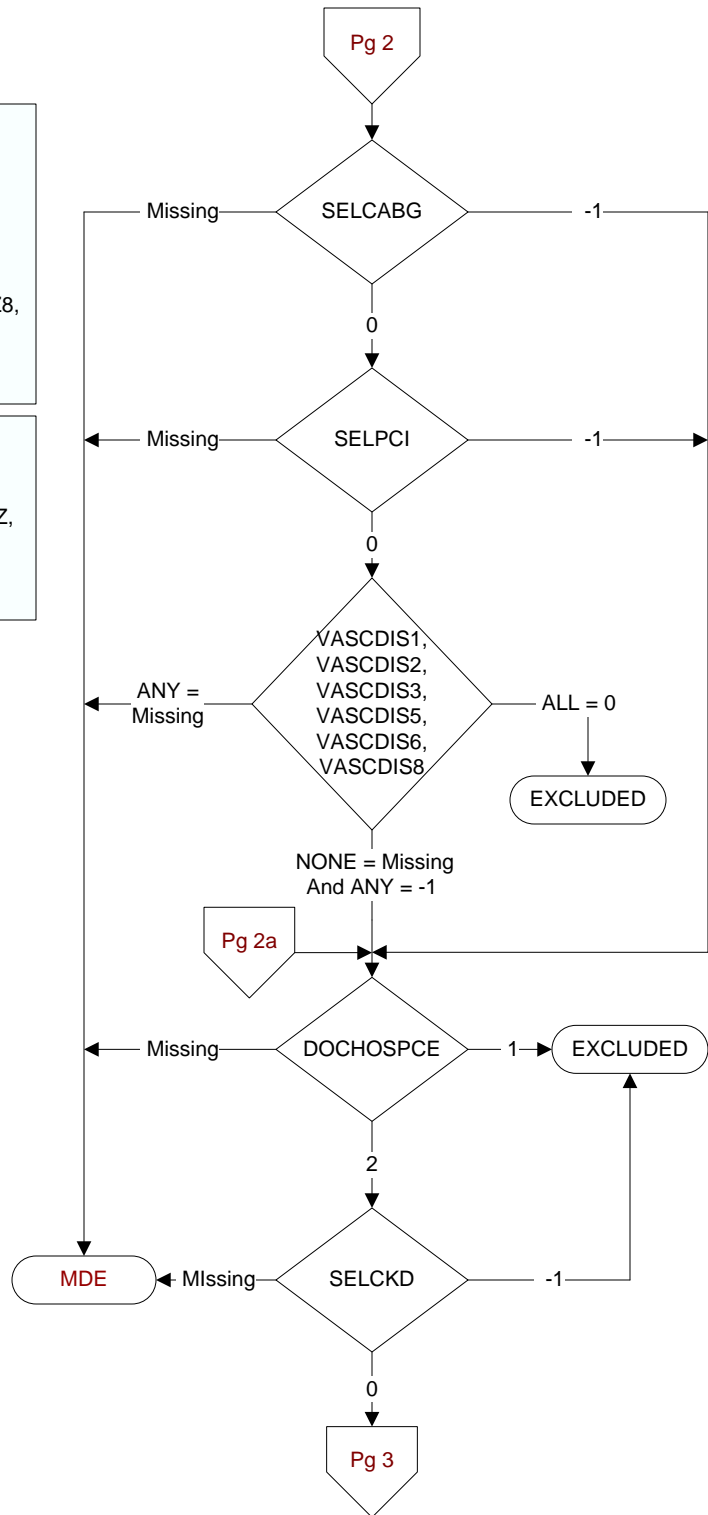 Pg 2
Missing
SELCABG
-1
8,
0
Missing
SELPCI
-1
Z,
0
VASCDIS1,
VASCDIS2,
VASCDIS3,
VASCDIS5,
VASCDIS6,
VASCDIS8
ANY =
Missing
ALL = 0
EXCLUDED
NONE = Missing
And ANY = -1
Pg 2a
Missing
DOCHOSPCE
1
EXCLUDED
2
MDE
MIssing
SELCKD
-1
0
Pg 3